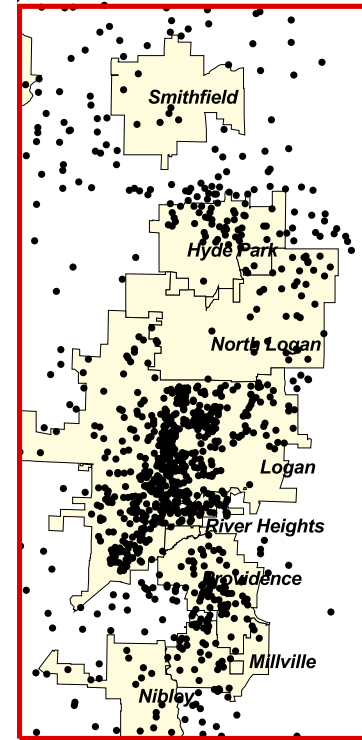 Smithfield
Hyde Park
North Logan
Logan
River Heights
Providence
Millville
Nibley